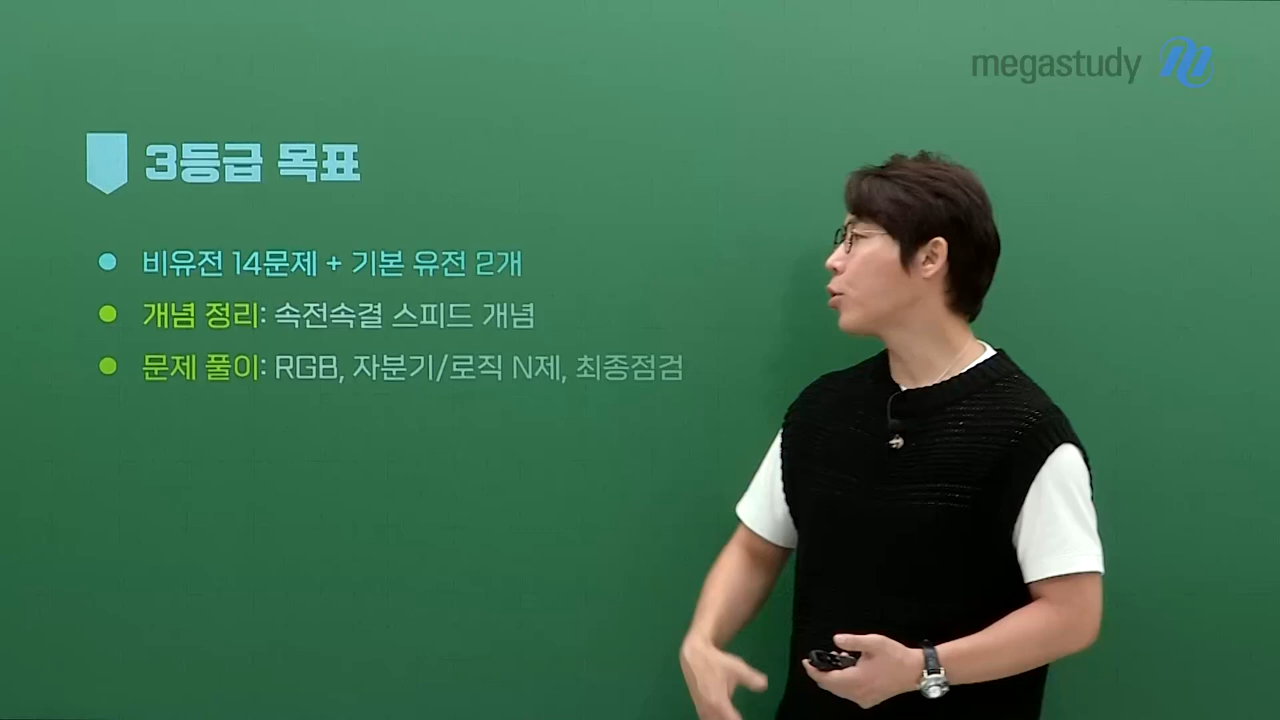 megastudy
3등급 목표
비유전 14문제 + 기본 유전 2개
개념 정리: 속전속결 스피드 개념
문제 풀이: RGB, 자분기/로직 N제, 최종점검